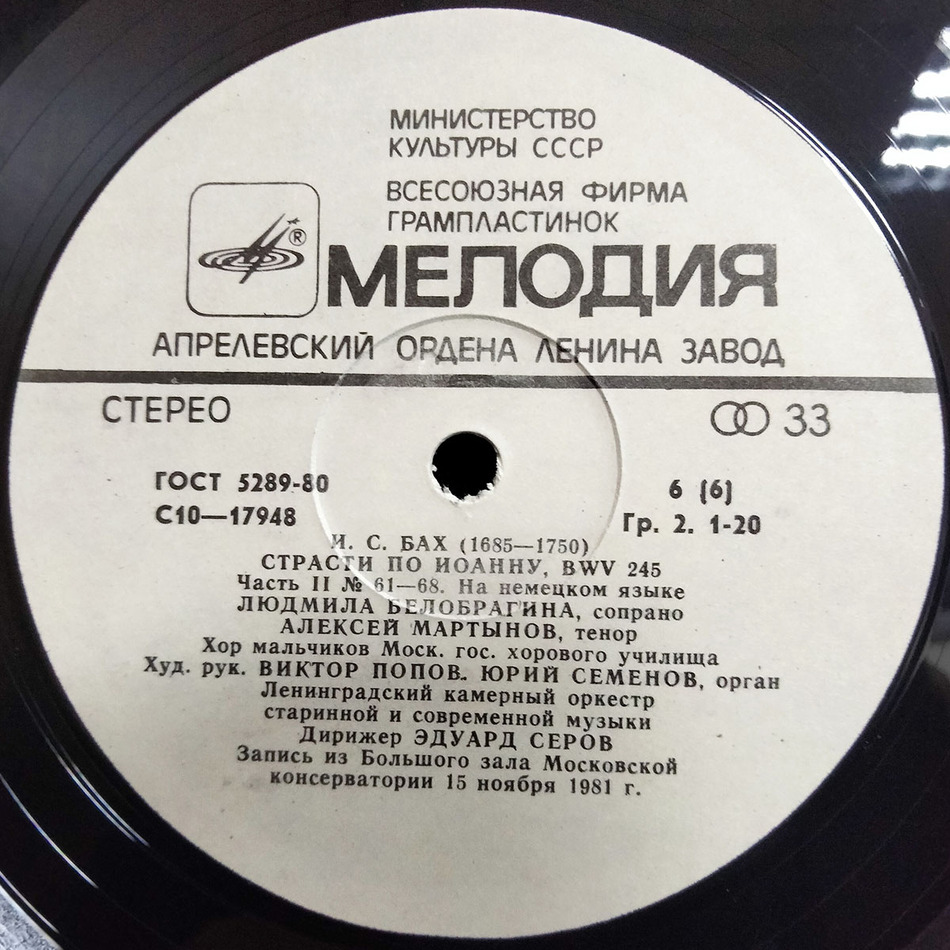 МИНИСТЕРСТВО
КУЛЬТУРЫ СССР
ВСЕСОЮЗНАЯ ФИРМА
ГРАМПЛАСТИНОК
®
МЕЛОДИЯ
АПРЕЛЕВСКИЙ ОРДЕНА ЛЕНИНА ЗАВОД
СТЕРЕО
33
ГОСТ 5289-80
6 (6)
С10—17948
Гр. 2. 1-20
И. С. БАХ (1685—1750)
СТРАСТИ ПО ИОАННУ, BWV 245
Часть II № 61—68. На немецком языке
ЛЮДМИЛА БЕЛОБРАГИНА, сопрано
АЛЕКСЕЙ МАРТЫНОВ, тенор
Хор мальчиков Моск. гос. хорового училища
Худ. рук. ВИКТОР ПОПОВ. ЮРИЙ СЕМЕНОВ, орган
Ленинградский камерный оркестр
старинной и современной музыки
Дирижер ЭДУАРД СЕРОВ
Запись из Большого зала Московской
консерватории 15 ноября 1981 г.